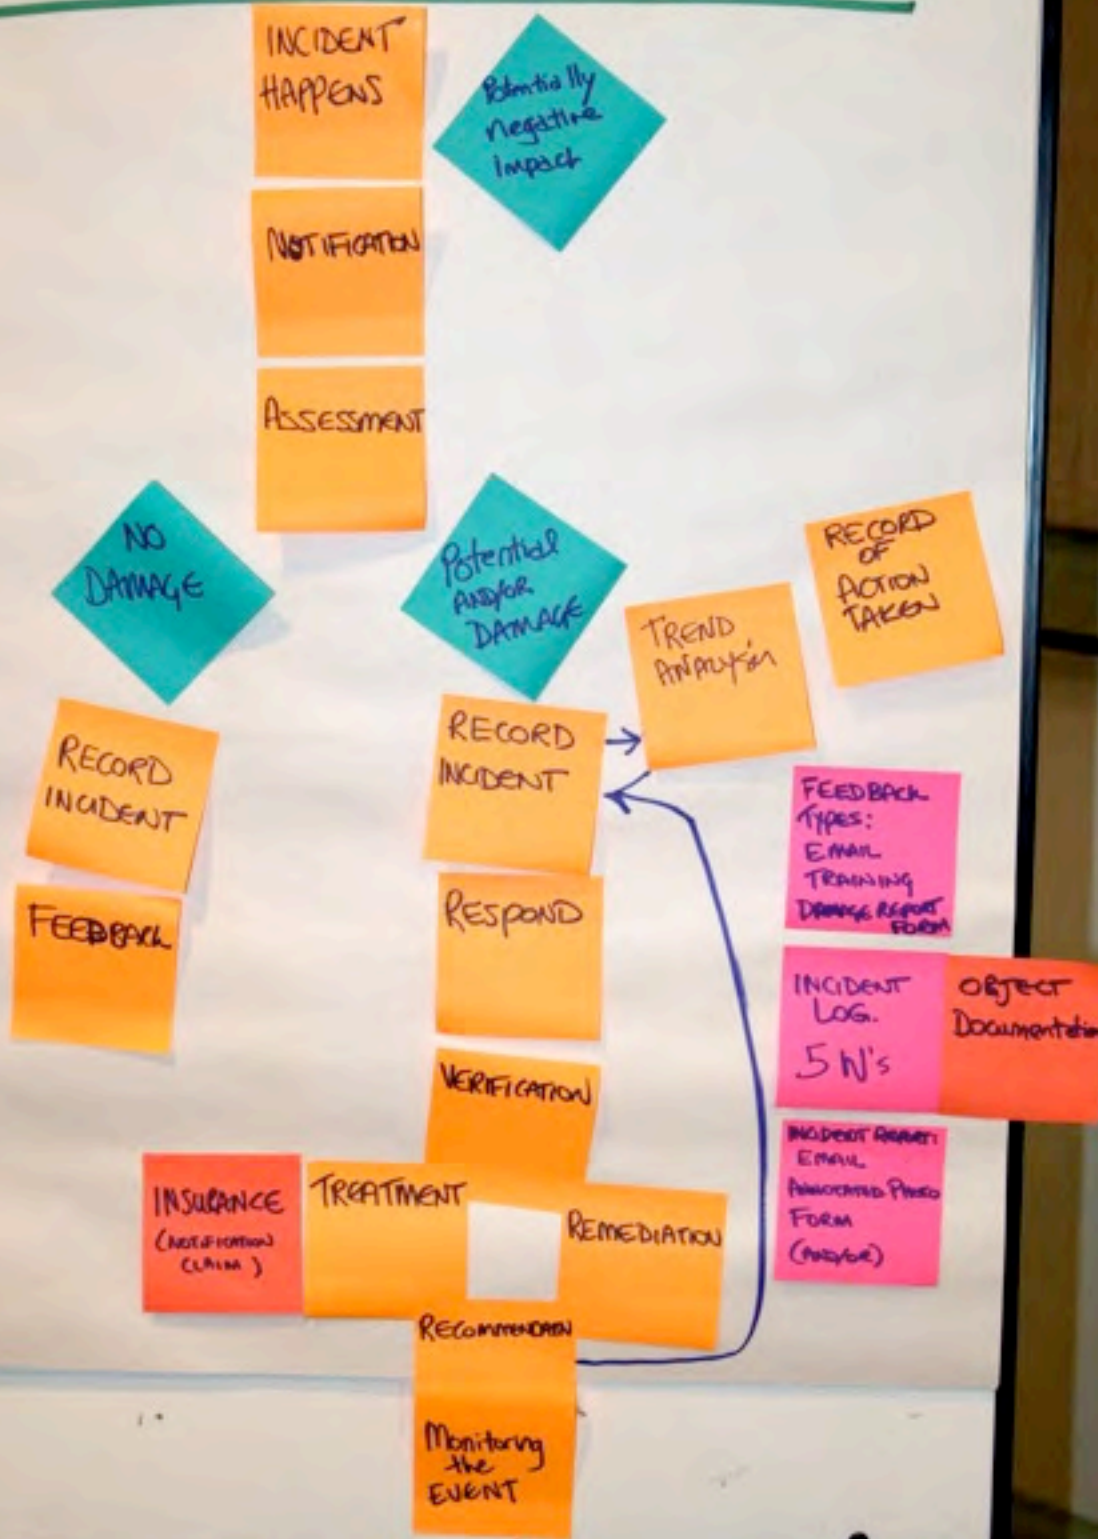 INCIDENT
HAPPENS
Potentially
negative
impact
NOTIFICATION
ASSESSMENT
NO
DAMAGE
Potential
AND/OR
DAMAGE
RECORD
OF
ACTION
TAKEN
TREND
ANALYSIS
RECORD
INCIDENT
FEEDBACK
RECORD
INCIDENT
RESPOND
VERIFICATION
FEEDBACK
TYPES:
EMAIL
TRAINING
DAMAGE REPORT
FORM
INCIDENT
LOG.
5 W's
OBJECT
Documentation
INCIDENT REPORT:
EMAIL
ANNOTATED PHOTO
FORM
(AND/OR)
INSURANCE
(NOTIFICATION
CLAIM)
TREATMENT
REMEDIATION
Monitoring
the
EVENT